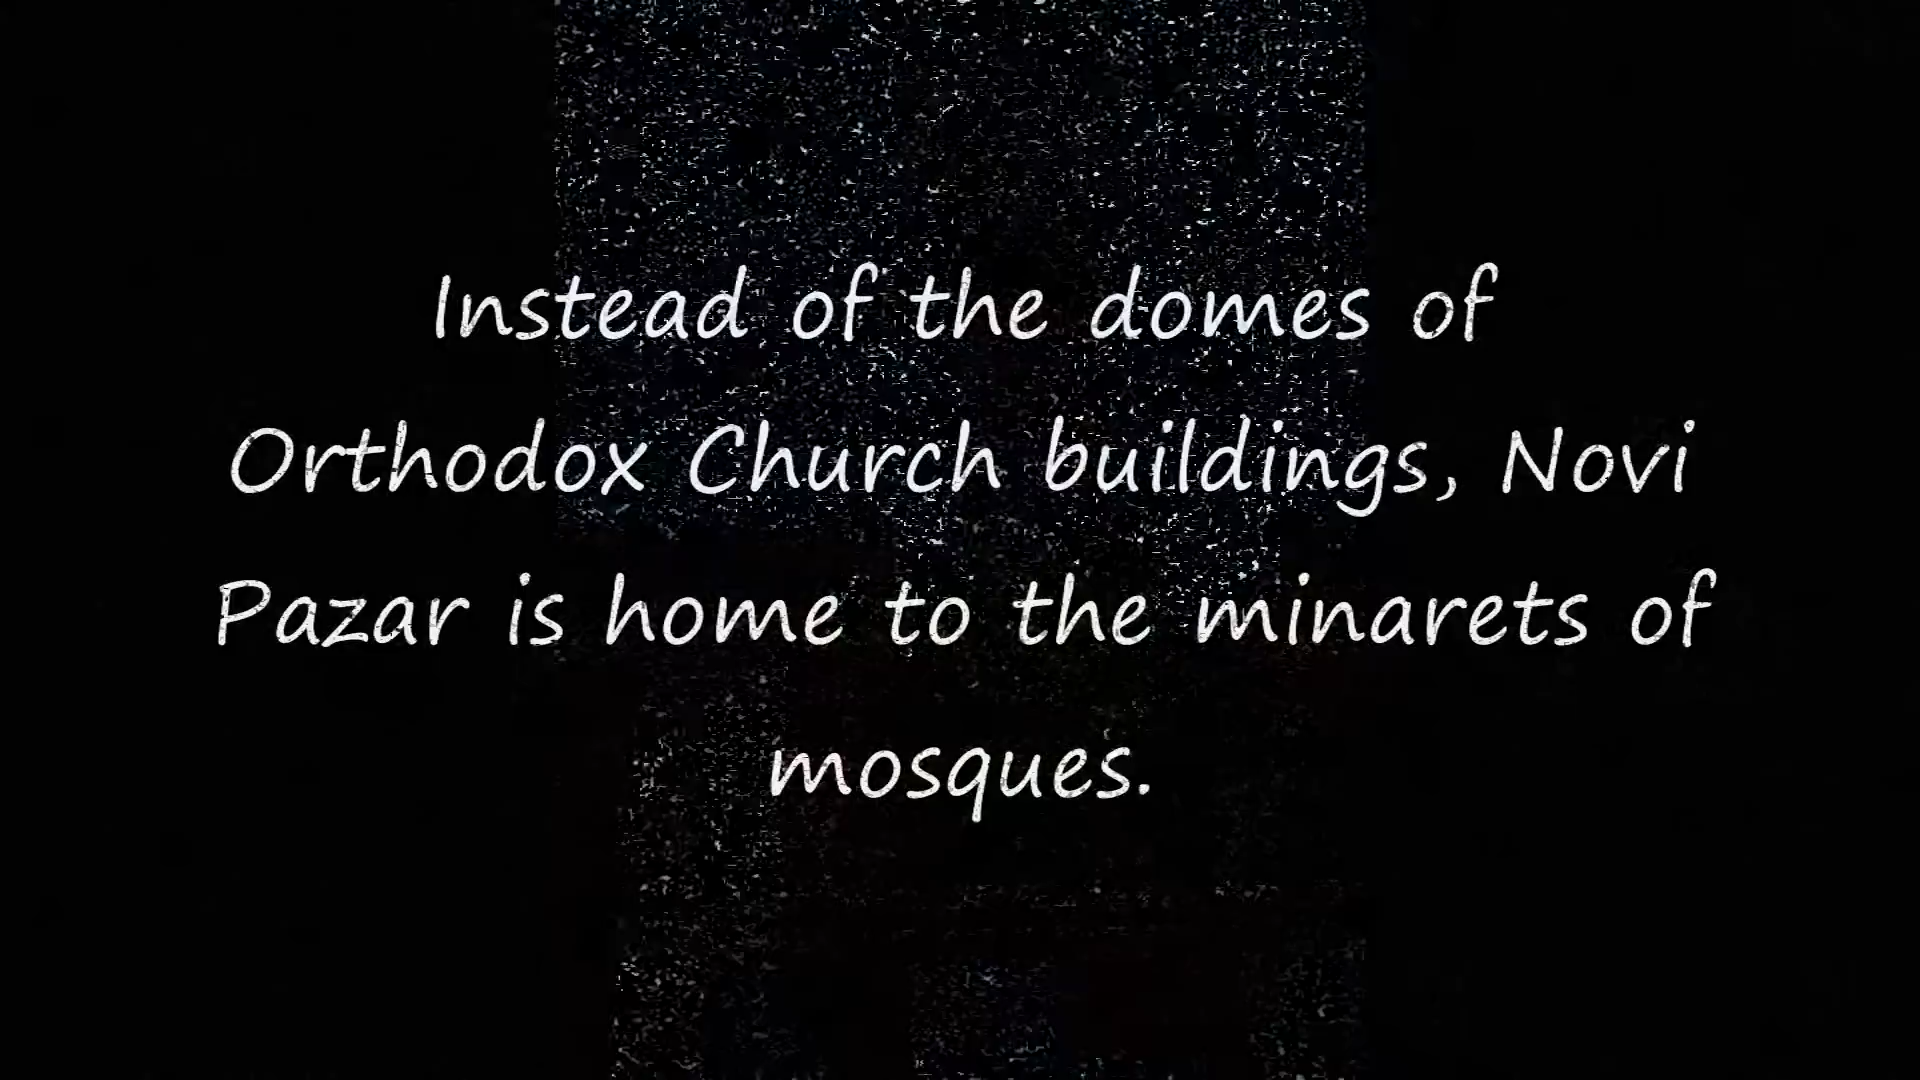 Instead of the domes of
Orthodox Church buildings, Novi
Pazar is home to the minarets of
mosques.